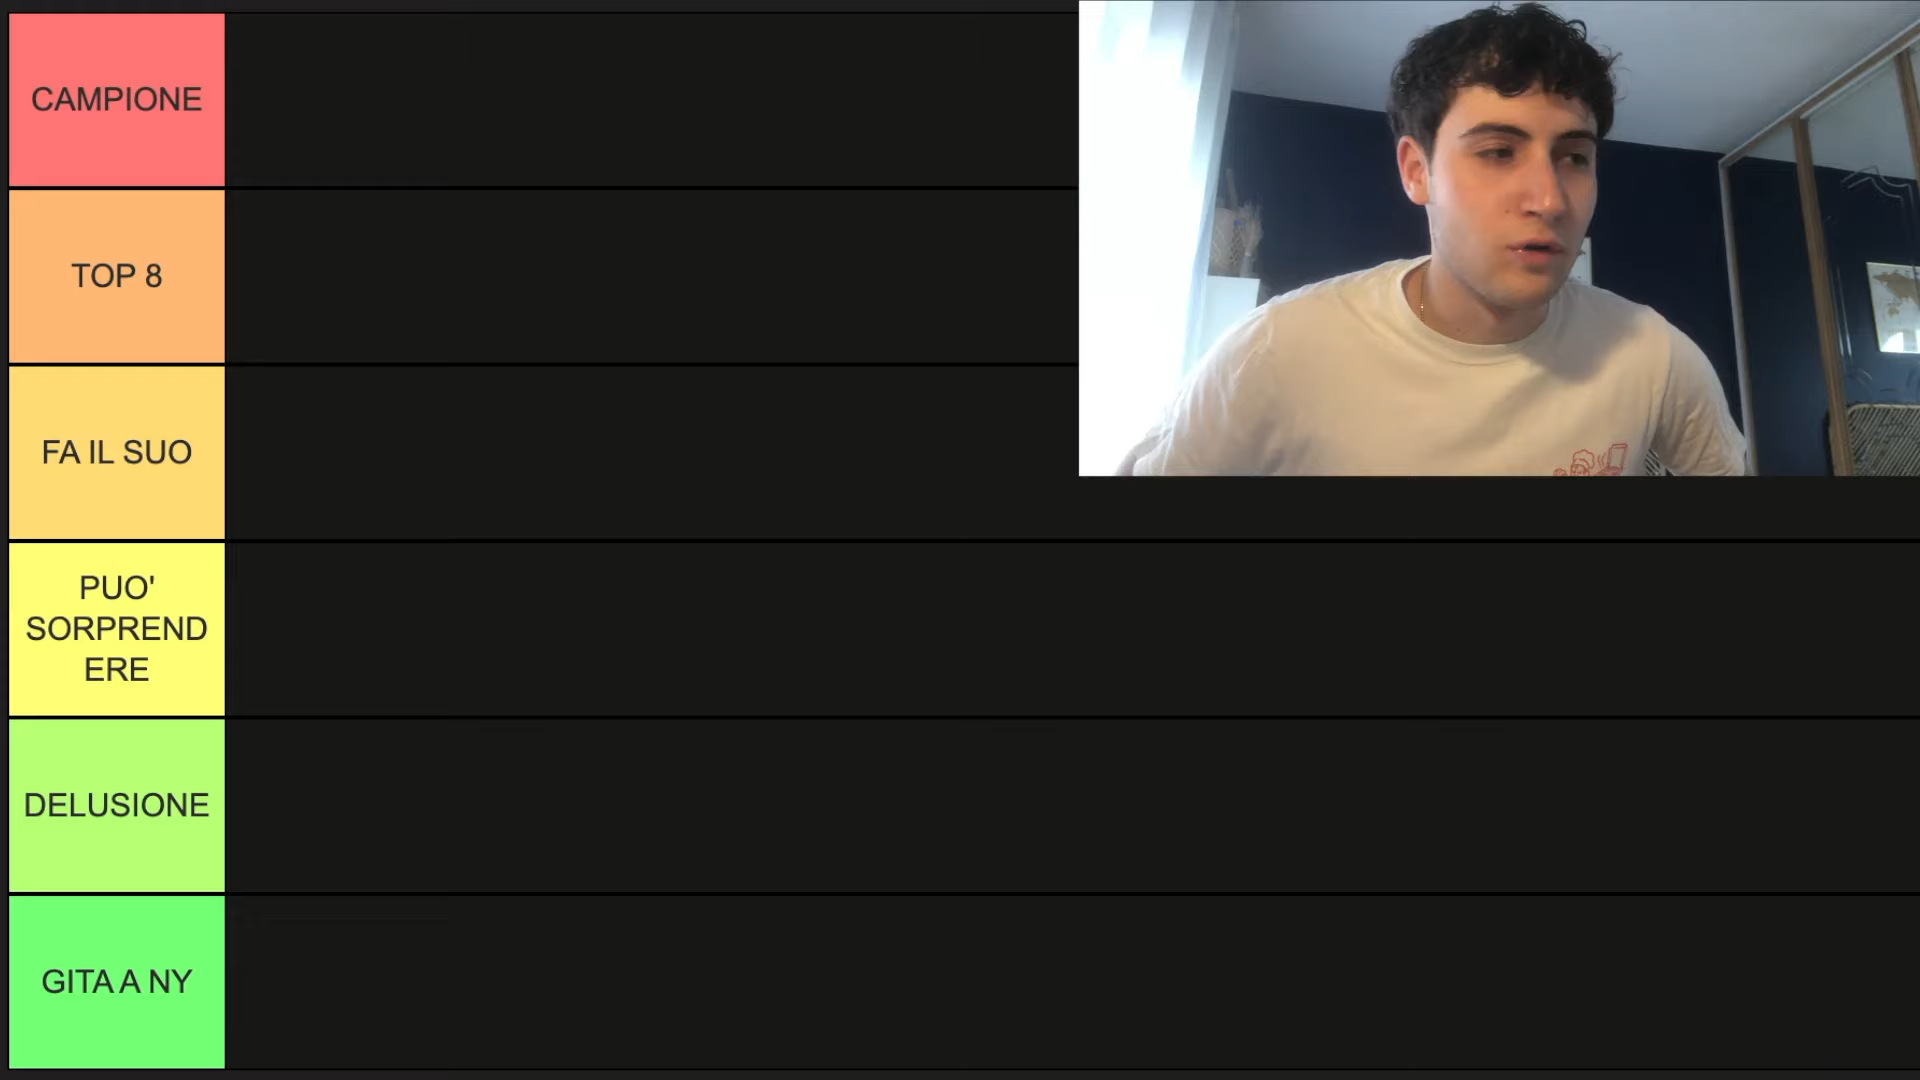 CAMPIONE
TOP 8
FA IL SUO
PUO'
SORPREND
ERE
DELUSIONE
GITA A NY